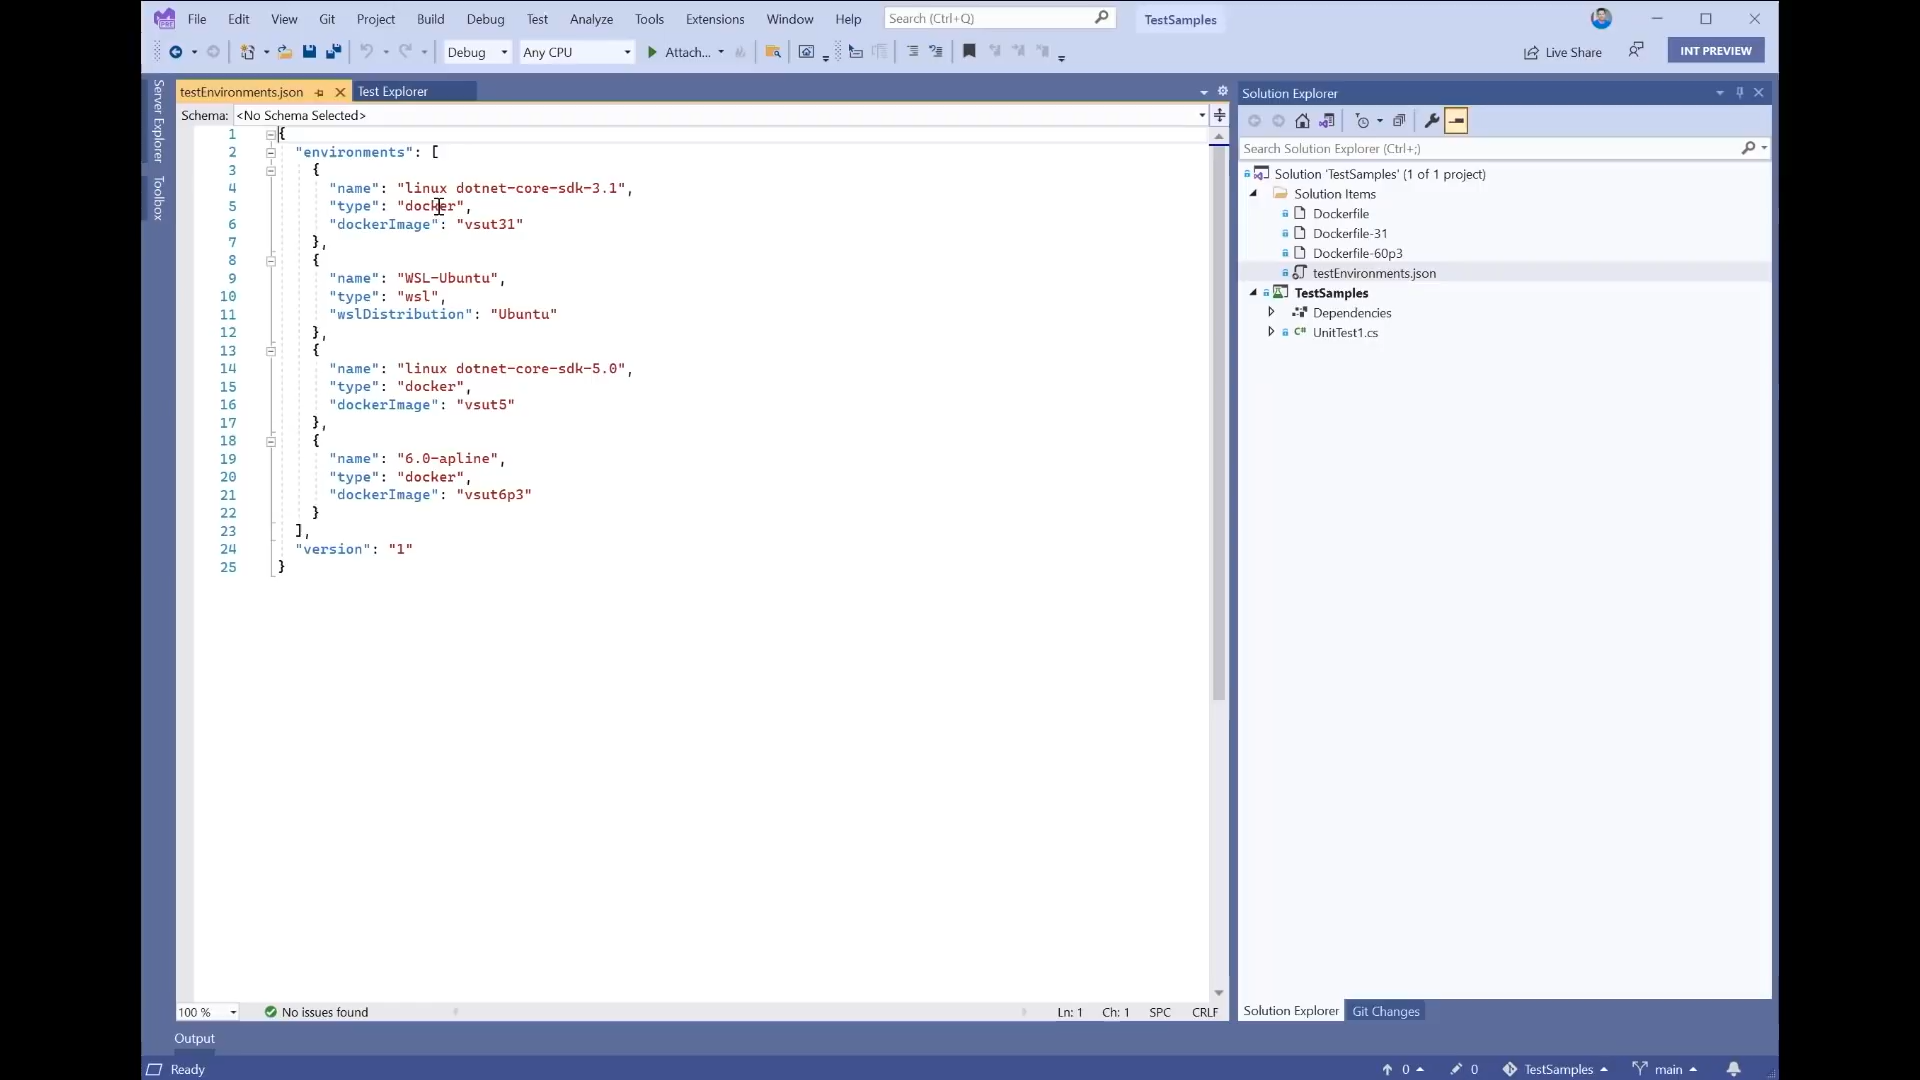 File Edit View Git Project Build Debug Test Analyze Tools Extensions Window Help Search (Ctrl+Q) TestSamples
Debug Any CPU Attach... Live Share INT PREVIEW
Server Explorer
Toolbox
testEnvironments.json Test Explorer
Schema: <No Schema Selected>
1 {
2 "environments": [
3 {
4 "name": "linux dotnet-core-sdk-3.1",
5 "type": "docker",
6 "dockerImage": "vsut31"
7 },
8 {
9 "name": "WSL-Ubuntu",
10 "type": "wsl",
11 "wslDistribution": "Ubuntu"
12 },
13 {
14 "name": "linux dotnet-core-sdk-5.0",
15 "type": "docker",
16 "dockerImage": "vsut5"
17 },
18 {
19 "name": "6.0-apline",
20 "type": "docker",
21 "dockerImage": "vsut6p3"
22 }
23 ],
24 "version": "1"
25 }
100 % No issues found Ln: 1 Ch: 1 SPC CRLF
Solution Explorer
Search Solution Explorer (Ctrl+;)
Solution 'TestSamples' (1 of 1 project)
Solution Items
Dockerfile
Dockerfile-31
Dockerfile-60p3
testEnvironments.json
TestSamples
Dependencies
C# UnitTest1.cs
Solution Explorer Git Changes
Output
Ready 0 0 TestSamples main